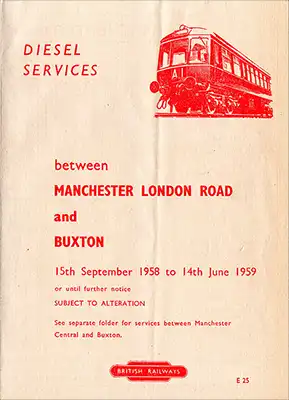 DIESEL
SERVICES
between
MANCHESTER LONDON ROAD
and
BUXTON
15th September 1958 to 14th June 1959
or until further notice
SUBJECT TO ALTERATION
See separate folder for services between Manchester
Central and Buxton.
BRITISH RAILWAYS
E 25